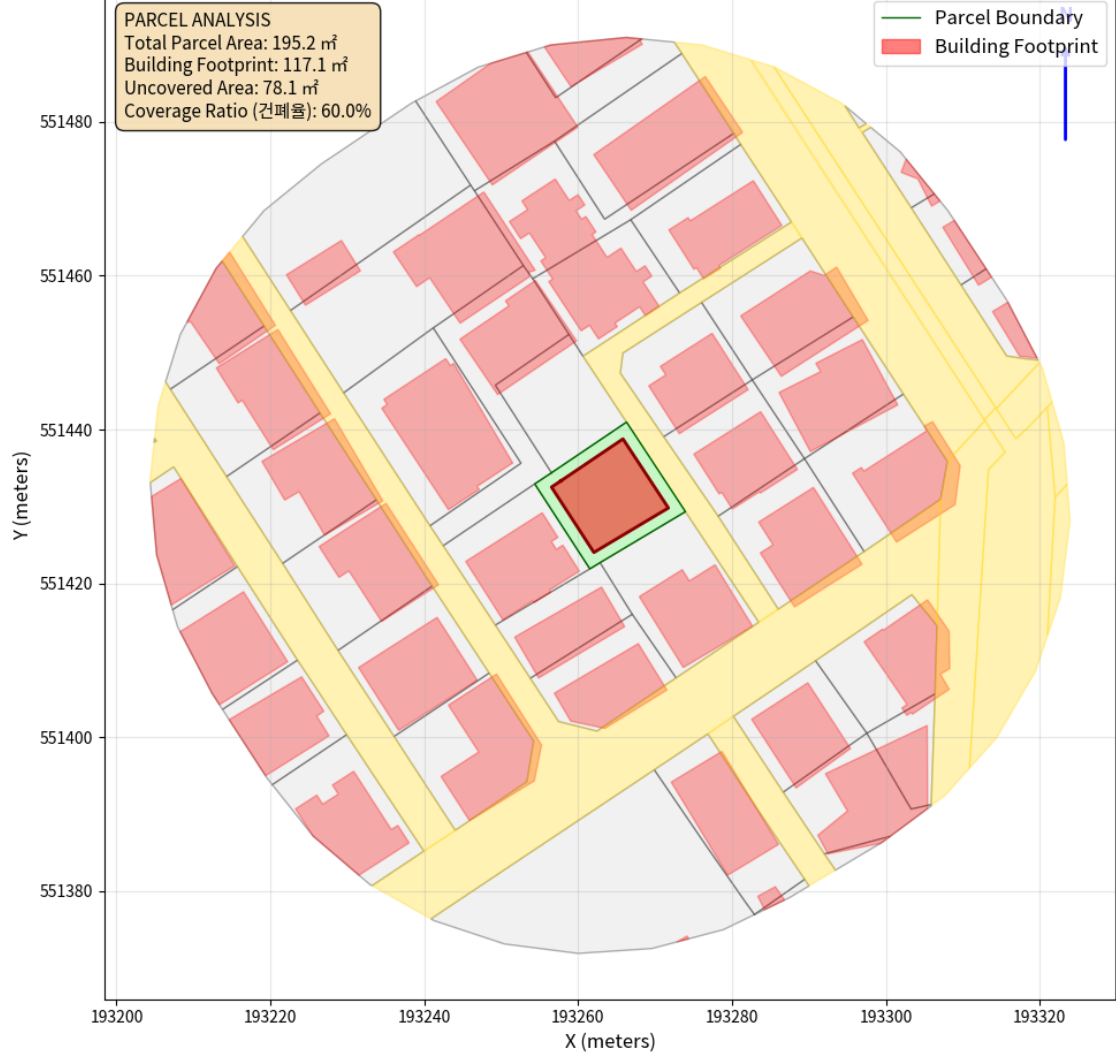 PARCEL ANALYSIS
Total Parcel Area: 195.2 ㎡
Building Footprint: 117.1 ㎡
Uncovered Area: 78.1 ㎡
Coverage Ratio (건폐율): 60.0%
Parcel Boundary
Building Footprint
N
551480
551460
551440
551420
551400
551380
Y (meters)
193200
193220
193240
193260
193280
193300
193320
X (meters)